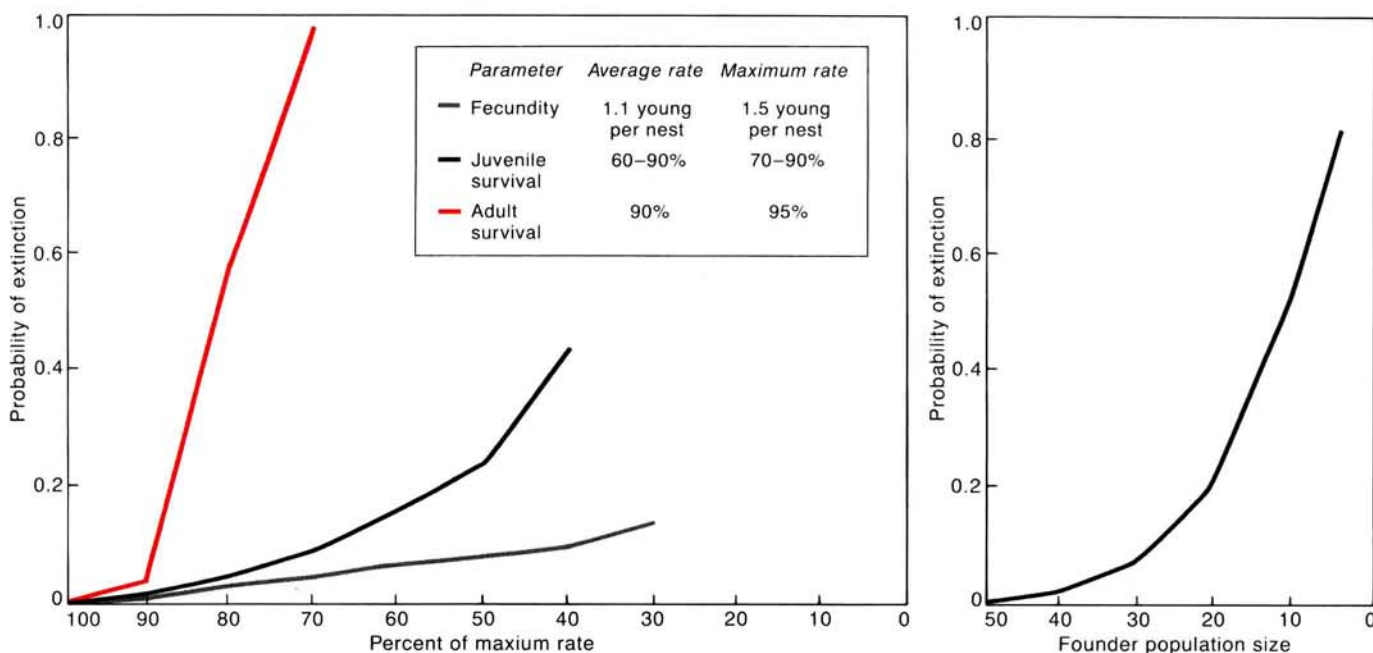 Probability of extinction
1.0
0.8
0.6
0.4
0.2
0
Parameter Average rate Maximum rate
Fecundity 1.1 young 1.5 young
per nest per nest
Juvenile 60–90% 70–90%
survival
Adult 90% 95%
survival
100 90 80 70 60 50 40 30 20 10 0
Percent of maxium rate
Probability of extinction
1.0
0.8
0.6
0.4
0.2
0
50 40 30 20 10 0
Founder population size